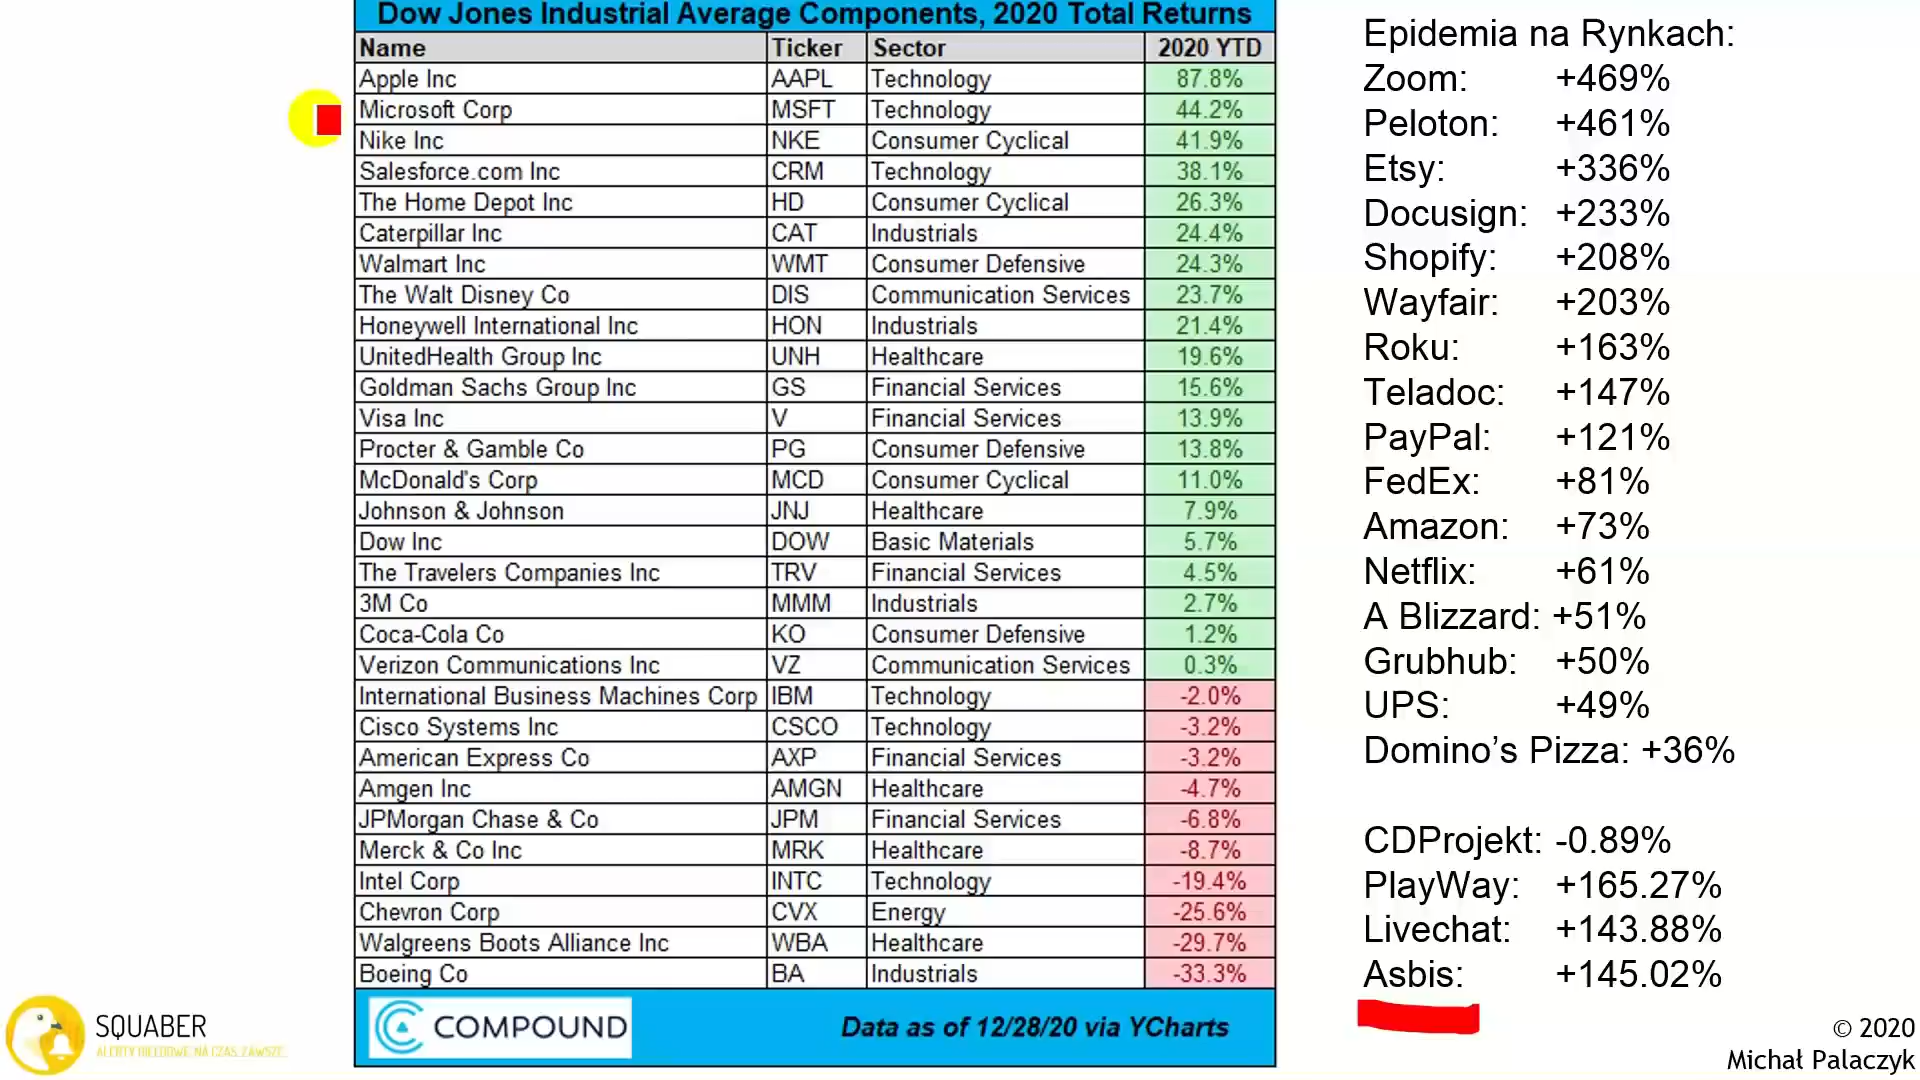 Dow Jones Industrial Average Components, 2020 Total Returns
Name Ticker Sector 2020 YTD
Apple Inc AAPL Technology 87.8%
Microsoft Corp MSFT Technology 44.2%
Nike Inc NKE Consumer Cyclical 41.9%
Salesforce.com Inc CRM Technology 38.1%
The Home Depot Inc HD Consumer Cyclical 26.3%
Caterpillar Inc CAT Industrials 24.4%
Walmart Inc WMT Consumer Defensive 24.3%
The Walt Disney Co DIS Communication Services 23.7%
Honeywell International Inc HON Industrials 21.4%
UnitedHealth Group Inc UNH Healthcare 19.6%
Goldman Sachs Group Inc GS Financial Services 15.6%
Visa Inc V Financial Services 13.9%
Procter & Gamble Co PG Consumer Defensive 13.8%
McDonald's Corp MCD Consumer Cyclical 11.0%
Johnson & Johnson JNJ Healthcare 7.9%
Dow Inc DOW Basic Materials 5.7%
The Travelers Companies Inc TRV Financial Services 4.5%
3M Co MMM Industrials 2.7%
Coca-Cola Co KO Consumer Defensive 1.2%
Verizon Communications Inc VZ Communication Services 0.3%
International Business Machines Corp IBM Technology -2.0%
Cisco Systems Inc CSCO Technology -3.2%
American Express Co AXP Financial Services -3.2%
Amgen Inc AMGN Healthcare -4.7%
JPMorgan Chase & Co JPM Financial Services -6.8%
Merck & Co Inc MRK Healthcare -8.7%
Intel Corp INTC Technology -19.4%
Chevron Corp CVX Energy -25.6%
Walgreens Boots Alliance Inc WBA Healthcare -29.7%
Boeing Co BA Industrials -33.3%
COMPOUND Data as of 12/28/20 via YCharts
Epidemia na Rynkach:
Zoom: +469%
Peloton: +461%
Etsy: +336%
Docusign: +233%
Shopify: +208%
Wayfair: +203%
Roku: +163%
Teladoc: +147%
PayPal: +121%
FedEx: +81%
Amazon: +73%
Netflix: +61%
A Blizzard: +51%
Grubhub: +50%
UPS: +49%
Domino’s Pizza: +36%
CDProjekt: -0.89%
PlayWay: +165.27%
Livechat: +143.88%
Asbis: +145.02%
SQUABER
ALERTY GIEŁDOWE. NA CZAS. ZAWSZE.
© 2020
Michał Palaczyk